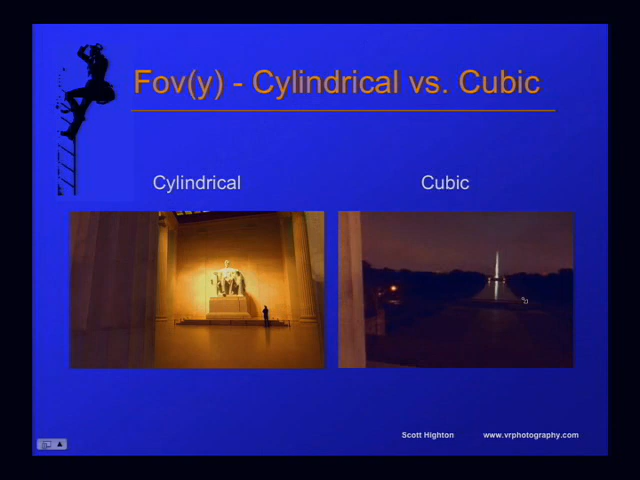 Fov(y) - Cylindrical vs. Cubic
Cylindrical
Cubic
Scott Highton
www.vrphotography.com